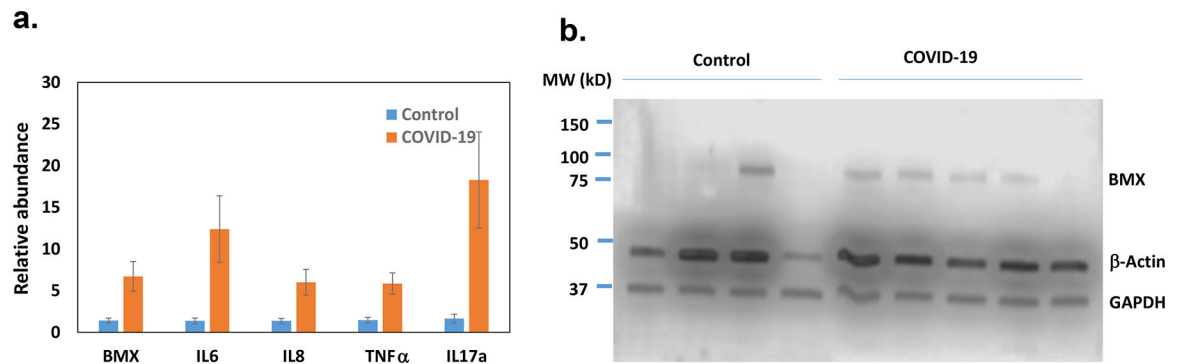 a.
Relative abundance
30
25
20
15
10
5
0
Control
COVID-19
BMX IL6 IL8 TNFα IL17a
b.
Control COVID-19
MW (kD)
150
100
75
50
37
BMX
β-Actin
GAPDH